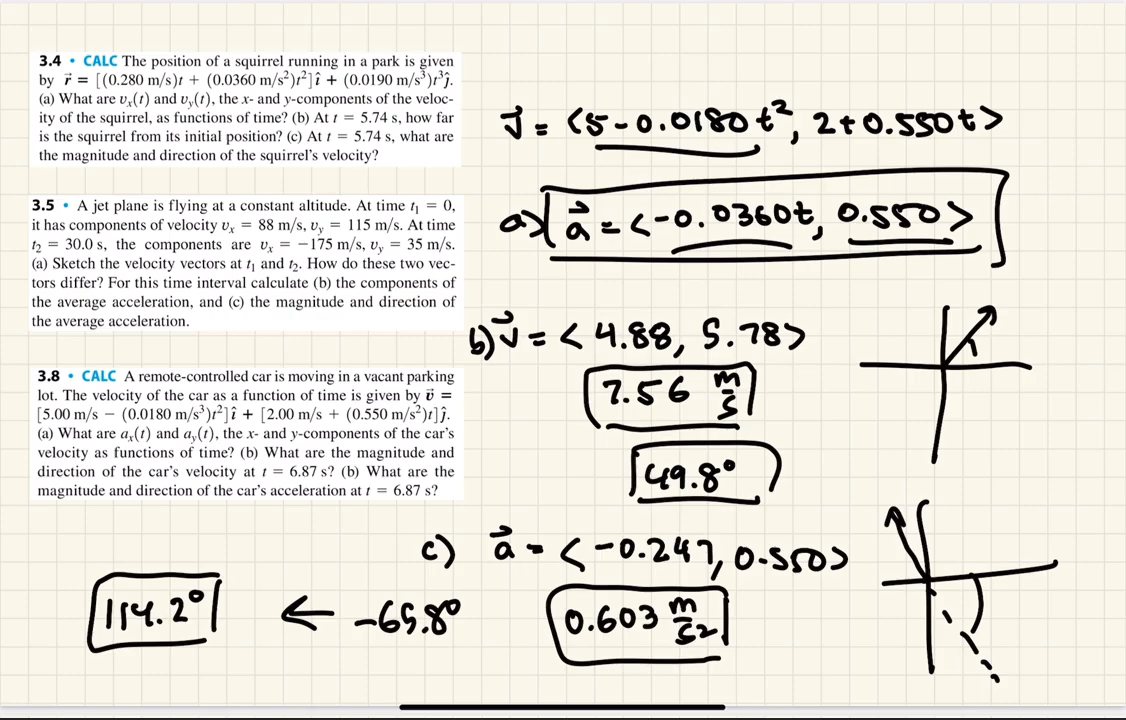 3.4 • CALC The position of a squirrel running in a park is given
by r⃗ = [(0.280 m/s)t + (0.0360 m/s²)t²]î + (0.0190 m/s³)t³ĵ.
(a) What are vₓ(t) and vᵧ(t), the x- and y-components of the veloc-
ity of the squirrel, as functions of time? (b) At t = 5.74 s, how far
is the squirrel from its initial position? (c) At t = 5.74 s, what are
the magnitude and direction of the squirrel's velocity?
3.5 • A jet plane is flying at a constant altitude. At time t₁ = 0,
it has components of velocity vₓ = 88 m/s, vᵧ = 115 m/s. At time
t₂ = 30.0 s, the components are vₓ = −175 m/s, vᵧ = 35 m/s.
(a) Sketch the velocity vectors at t₁ and t₂. How do these two vec-
tors differ? For this time interval calculate (b) the components of
the average acceleration, and (c) the magnitude and direction of
the average acceleration.
3.8 • CALC A remote-controlled car is moving in a vacant parking
lot. The velocity of the car as a function of time is given by v⃗ =
[5.00 m/s − (0.0180 m/s³)t²]î + [2.00 m/s + (0.550 m/s²)t]ĵ.
(a) What are aₓ(t) and aᵧ(t), the x- and y-components of the car's
velocity as functions of time? (b) What are the magnitude and
direction of the car's velocity at t = 6.87 s? (b) What are the
magnitude and direction of the car's acceleration at t = 6.87 s?
v⃗ = <5-0.0180t², 2+0.550t>
a) a⃗ = <-0.0360t, 0.550>
b) v⃗ = <4.88, 5.78>
7.56 m/s
49.8°
c) a⃗ = <-0.247, 0.550>
114.2° ← -65.8° 0.603 m/s²